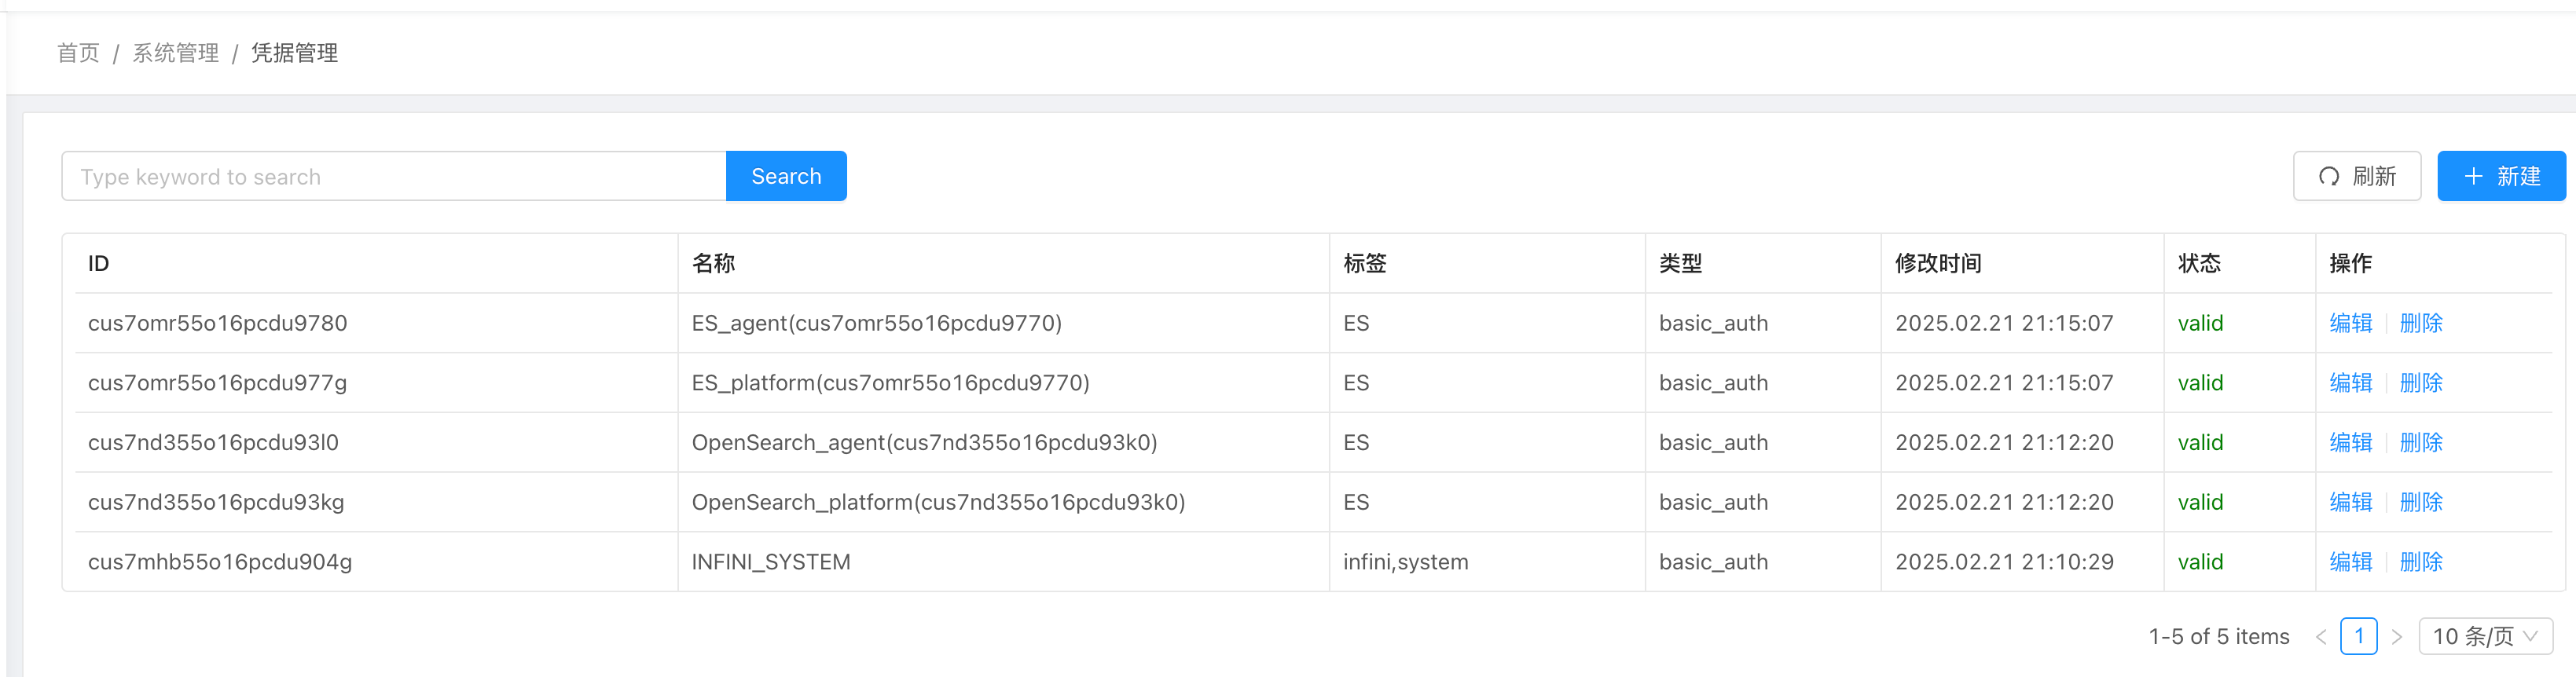 首页 / 系统管理 / 凭据管理
Type keyword to search Search 刷新 新建
ID 名称 标签 类型 修改时间 状态 操作
cus7omr55o16pcdu9780 ES_agent(cus7omr55o16pcdu9770) ES basic_auth 2025.02.21 21:15:07 valid 编辑 删除
cus7omr55o16pcdu977g ES_platform(cus7omr55o16pcdu9770) ES basic_auth 2025.02.21 21:15:07 valid 编辑 删除
cus7nd355o16pcdu93l0 OpenSearch_agent(cus7nd355o16pcdu93k0) ES basic_auth 2025.02.21 21:12:20 valid 编辑 删除
cus7nd355o16pcdu93kg OpenSearch_platform(cus7nd355o16pcdu93k0) ES basic_auth 2025.02.21 21:12:20 valid 编辑 删除
cus7mhb55o16pcdu904g INFINI_SYSTEM infini,system basic_auth 2025.02.21 21:10:29 valid 编辑 删除
1-5 of 5 items < 1 > 10 条/页